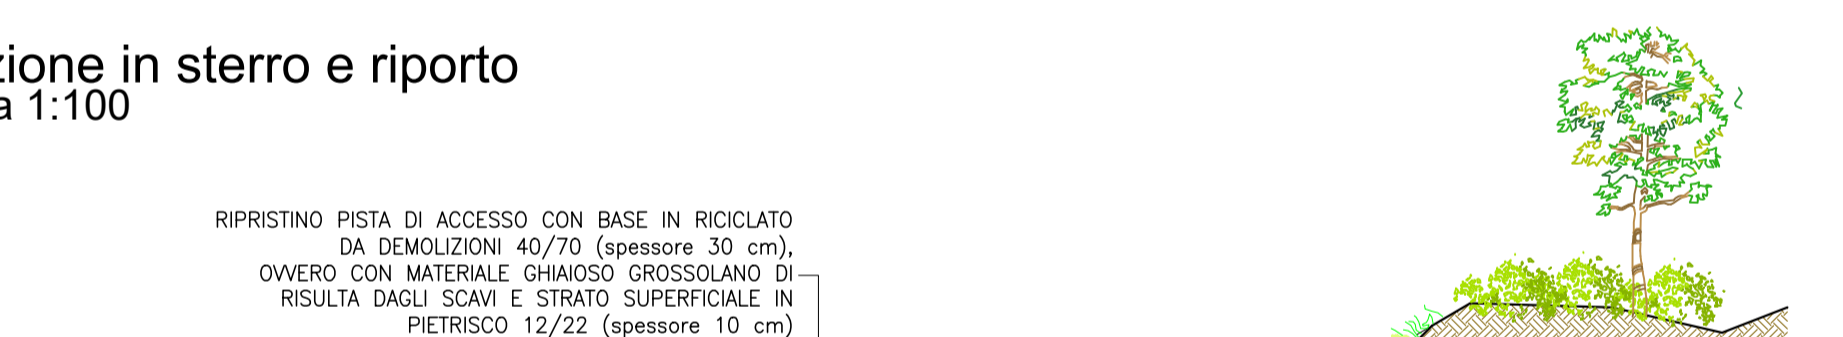 zione in sterro e riporto
a 1:100
RIPRISTINO PISTA DI ACCESSO CON BASE IN RICICLATO
DA DEMOLIZIONI 40/70 (spessore 30 cm),
OVVERO CON MATERIALE GHIAIOSO GROSSOLANO DI
RISULTA DAGLI SCAVI E STRATO SUPERFICIALE IN
PIETRISCO 12/22 (spessore 10 cm)